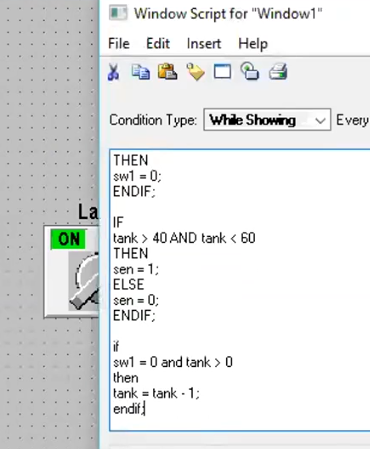 Window Script for "Window1"
File Edit Insert Help
Condition Type: While Showing Every
THEN
sw1 = 0;
ENDIF;
IF
tank > 40 AND tank < 60
THEN
sen = 1;
ELSE
sen = 0;
ENDIF;
if
sw1 = 0 and tank > 0
then
tank = tank - 1;
endif;
La
ON